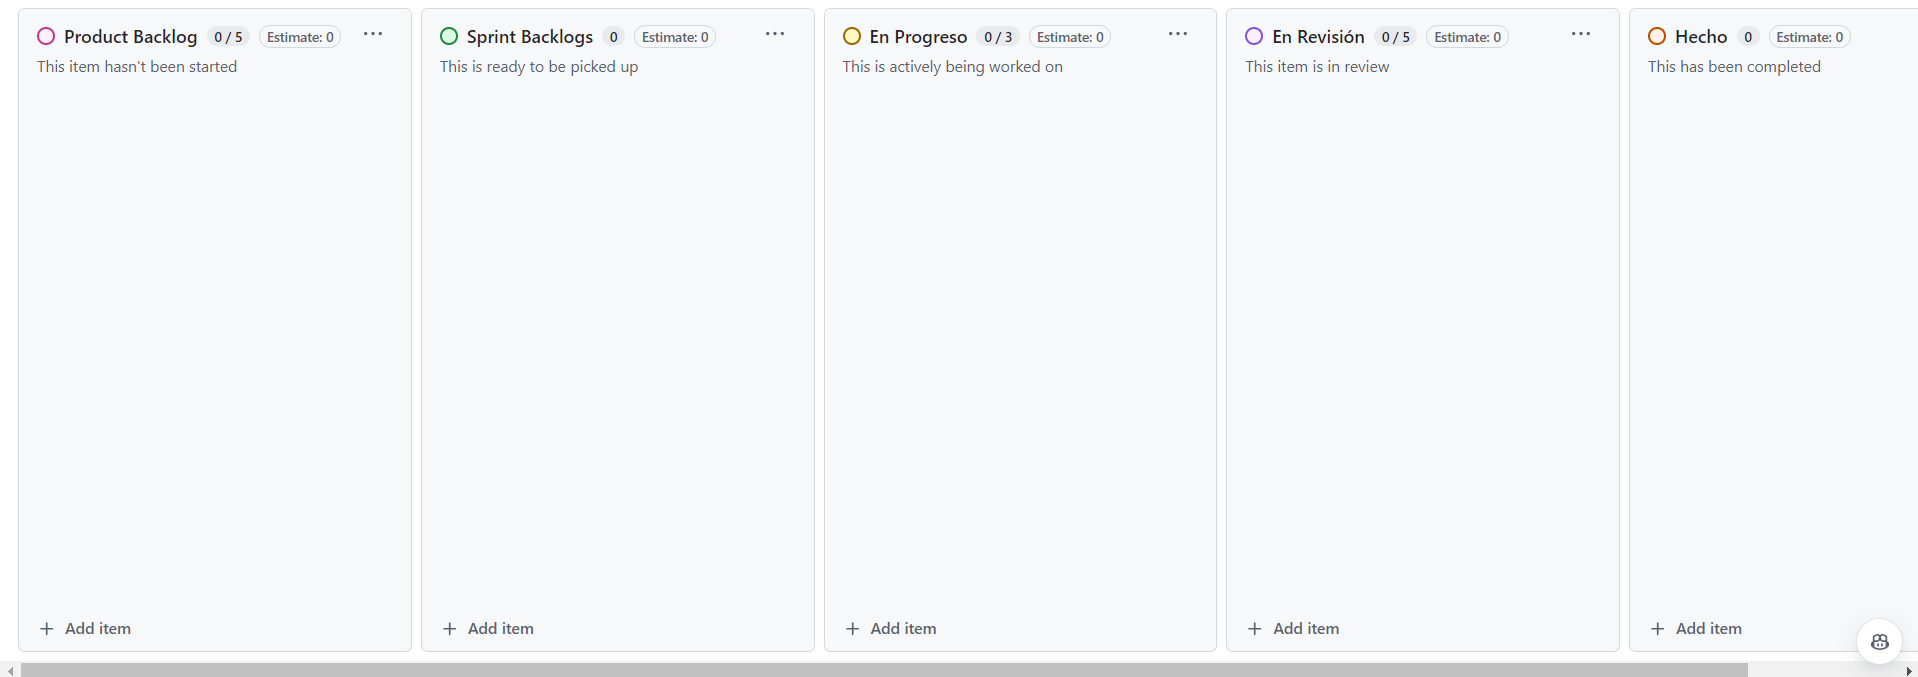 Product Backlog 0 / 5 Estimate: 0
This item hasn't been started
Add item
Sprint Backlogs 0 Estimate: 0
This is ready to be picked up
Add item
En Progreso 0 / 3 Estimate: 0
This is actively being worked on
Add item
En Revisión 0 / 5 Estimate: 0
This item is in review
Add item
Hecho 0 Estimate: 0
This has been completed
Add item